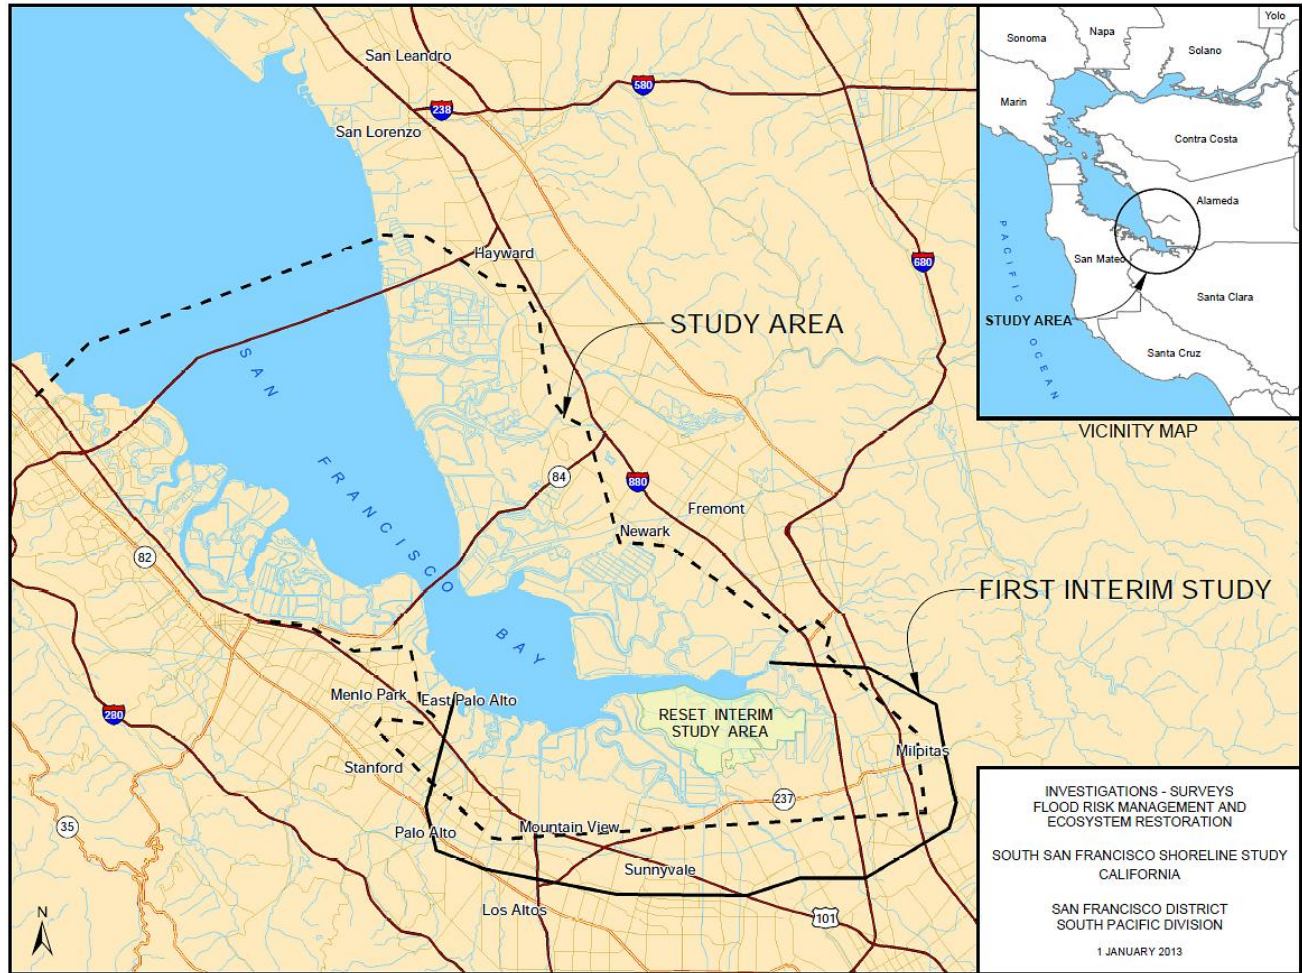 San Leandro
580
238
San Lorenzo
Hayward
680
STUDY AREA
SAN FRANCISCO BAY
84
880
Fremont
Newark
82
FIRST INTERIM STUDY
Menlo Park
East Palo Alto
280
RESET INTERIM
STUDY AREA
Stanford
Milpitas
237
35
Palo Alto
Mountain View
Sunnyvale
Los Altos
101
N
Yolo
Napa
Sonoma
Solano
Marin
Contra Costa
Alameda
San Mateo
Santa Clara
STUDY AREA
Santa Cruz
PACIFIC OCEAN
VICINITY MAP
INVESTIGATIONS - SURVEYS
FLOOD RISK MANAGEMENT AND
ECOSYSTEM RESTORATION
SOUTH SAN FRANCISCO SHORELINE STUDY
CALIFORNIA
SAN FRANCISCO DISTRICT
SOUTH PACIFIC DIVISION
1 JANUARY 2013